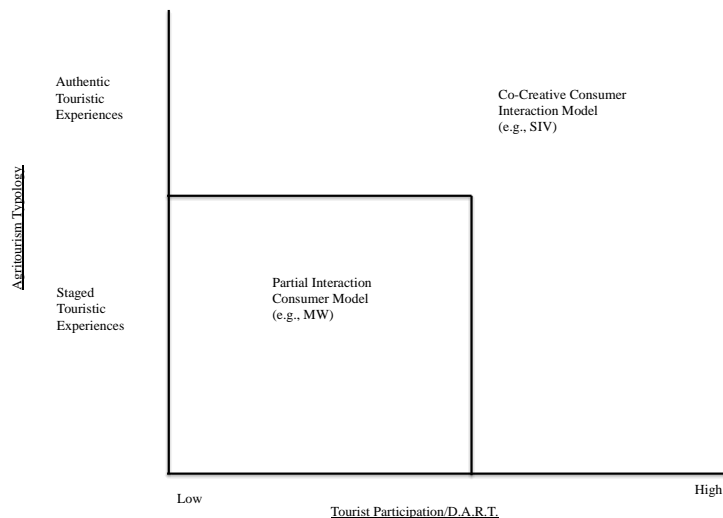 Authentic
Touristic
Experiences
Co-Creative Consumer
Interaction Model
(e.g., SIV)
Agritourism Typology
Staged
Touristic
Experiences
Partial Interaction
Consumer Model
(e.g., MW)
Low
High
Tourist Participation/D.A.R.T.